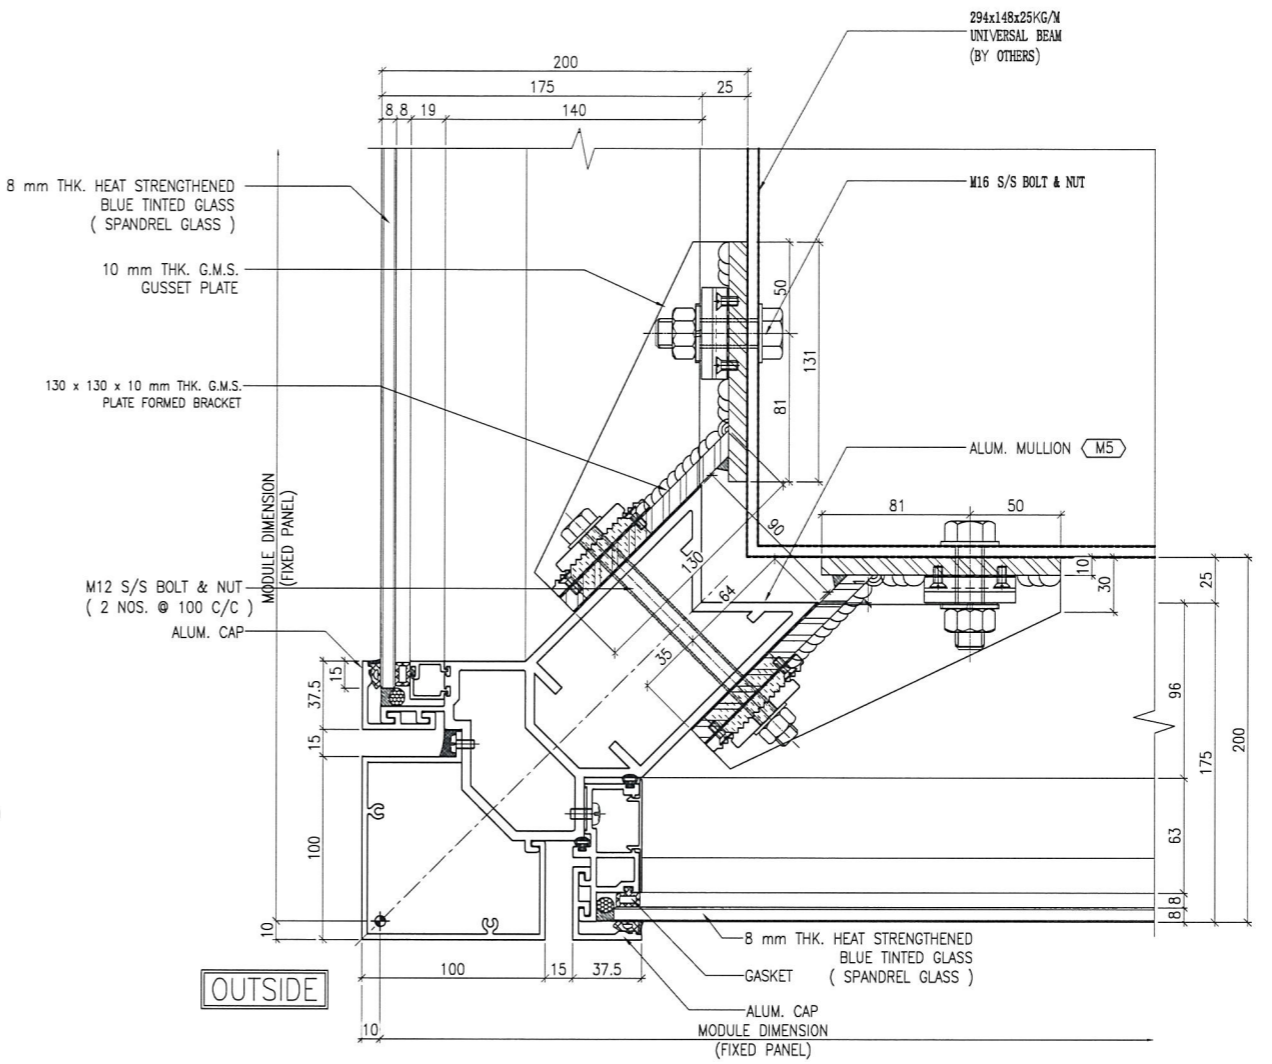 294x148x25KG/M
UNIVERSAL BEAM
(BY OTHERS)
200
175
25
8
8
19
140
8 mm THK. HEAT STRENGTHENED
BLUE TINTED GLASS
( SPANDREL GLASS )
M16 S/S BOLT & NUT
10 mm THK. G.M.S.
GUSSET PLATE
50
131
81
130 x 130 x 10 mm THK. G.M.S.
PLATE FORMED BRACKET
ALUM. MULLION
M5
MODULE DIMENSION
(FIXED PANEL)
81
50
90
130
64
35
10
30
25
M12 S/S BOLT & NUT
( 2 NOS. @ 100 C/C )
ALUM. CAP
15
37.5
15
100
10
96
175
200
63
8
8
8 mm THK. HEAT STRENGTHENED
BLUE TINTED GLASS
( SPANDREL GLASS )
GASKET
100
15
37.5
OUTSIDE
ALUM. CAP
10
MODULE DIMENSION
(FIXED PANEL)